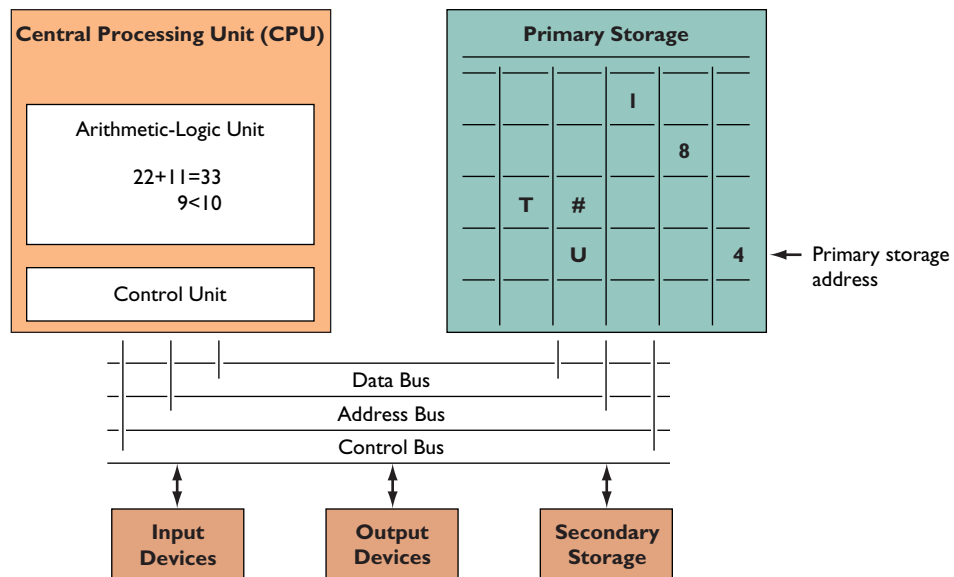 Central Processing Unit (CPU)
Arithmetic-Logic Unit
22+11=33
9<10
Control Unit
Primary Storage
I
8
T #
U 4
Primary storage
address
Data Bus
Address Bus
Control Bus
Input
Devices
Output
Devices
Secondary
Storage